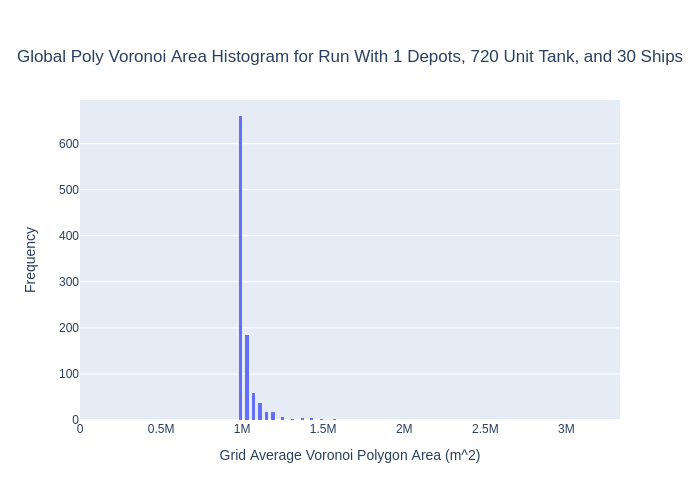 Global Poly Voronoi Area Histogram for Run With 1 Depots, 720 Unit Tank, and 30 Ships
600
500
400
300
200
100
0
Frequency
0 0.5M 1M 1.5M 2M 2.5M 3M
Grid Average Voronoi Polygon Area (m^2)